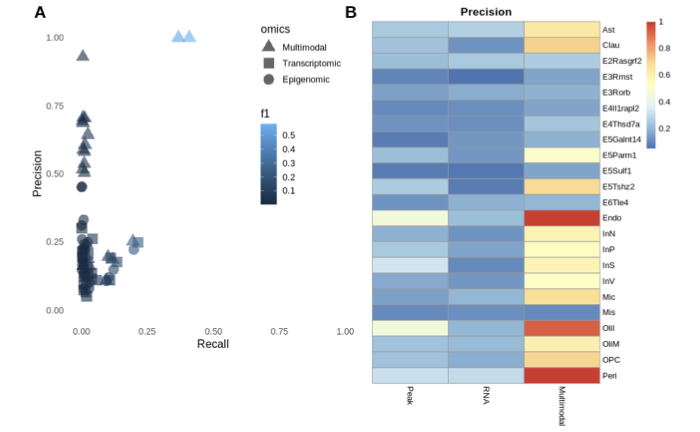 A
omics
Multimodal
Transcriptomic
Epigenomic
f1
0.5
0.4
0.3
0.2
0.1
Precision
1.00
0.75
0.50
0.25
0.00
0.00
0.25
0.50
0.75
1.00
Recall
B
Precision
Ast
Clau
E2Rasgrf2
E3Rmst
E3Rorb
E4Il1rapl2
E4Thsd7a
E5Galnt14
E5Parm1
E5Sulf1
E5Tshz2
E6Tle4
Endo
InN
InP
InS
InV
Mic
Mis
OliI
OliM
OPC
Peri
Peak
RNA
Multimodal
1
0.8
0.6
0.4
0.2